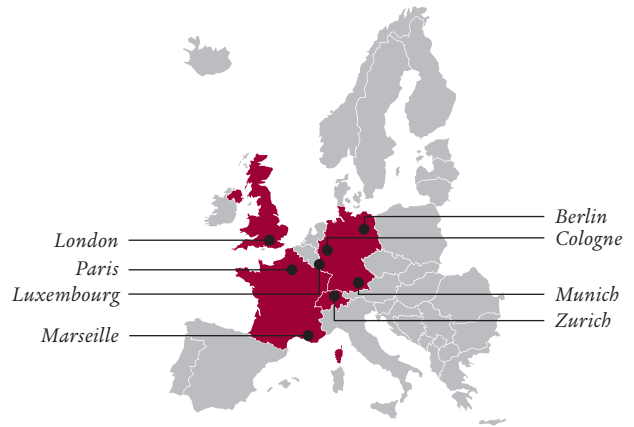 London
Paris
Luxembourg
Marseille
Berlin
Cologne
Munich
Zurich